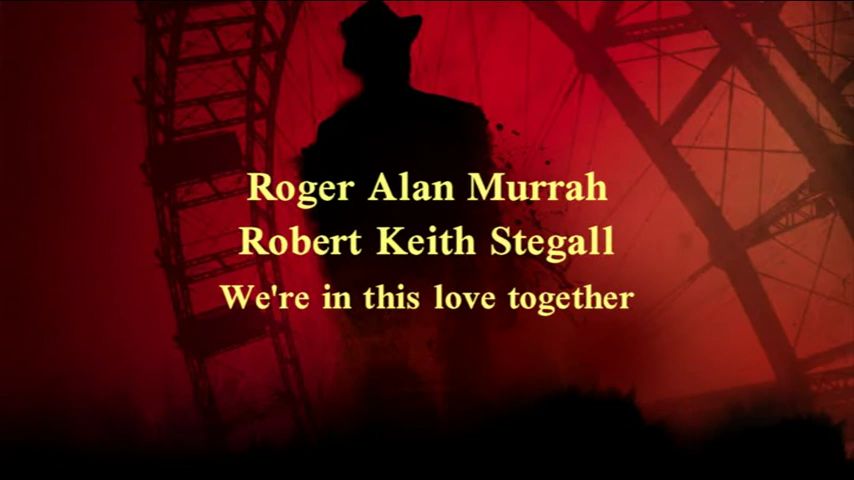 Roger Alan Murrah
Robert Keith Stegall
We're in this love together